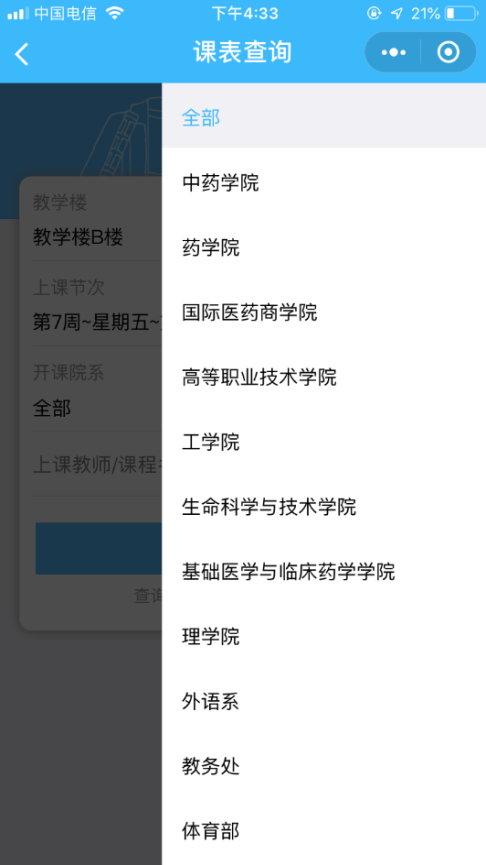 中国电信
下午4:33
21%
课表查询
全部
中药学院
药学院
国际医药商学院
高等职业技术学院
工学院
生命科学与技术学院
基础医学与临床药学学院
理学院
外语系
教务处
体育部
教学楼
教学楼B楼
上课节次
第7周~星期五~
开课院系
全部
上课教师/课程
查询